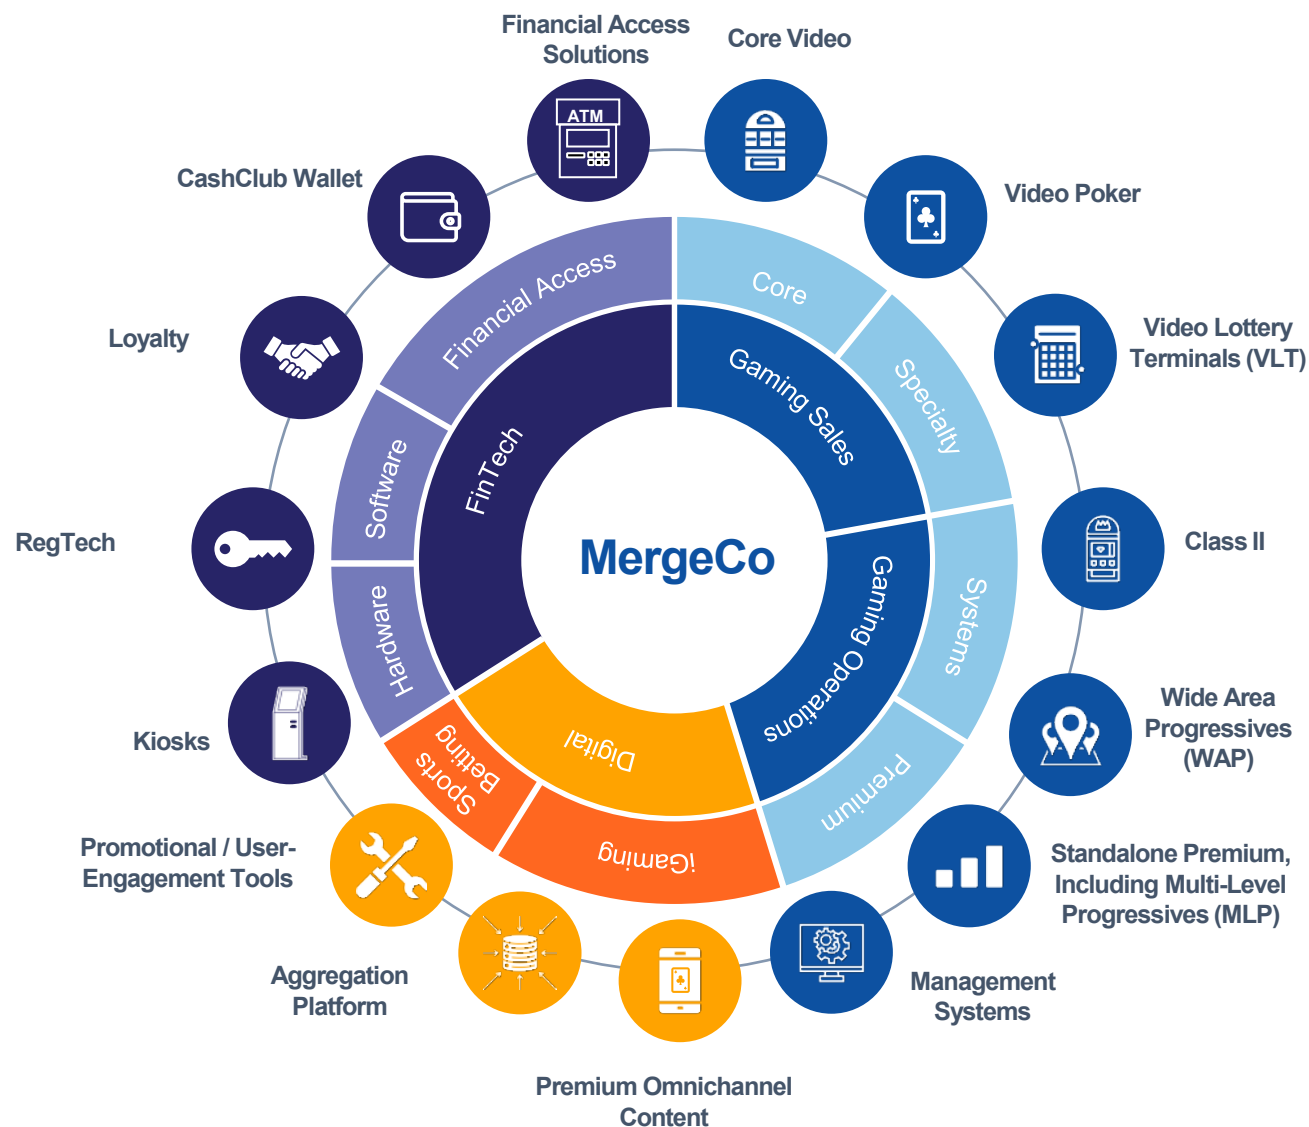 Financial Access
Solutions
Core Video
ATM
CashClub Wallet
Video Poker
Loyalty
Video Lottery
Terminals (VLT)
RegTech
Class II
Kiosks
Wide Area
Progressives
(WAP)
Promotional / User-
Engagement Tools
Standalone Premium,
Including Multi-Level
Progressives (MLP)
Aggregation
Platform
Management
Systems
Premium Omnichannel
Content
Financial Access
Core
Specialty
Software
Systems
Hardware
Premium
Sports
Betting
iGaming
FinTech
Gaming Sales
Gaming Operations
Digital
MergeCo